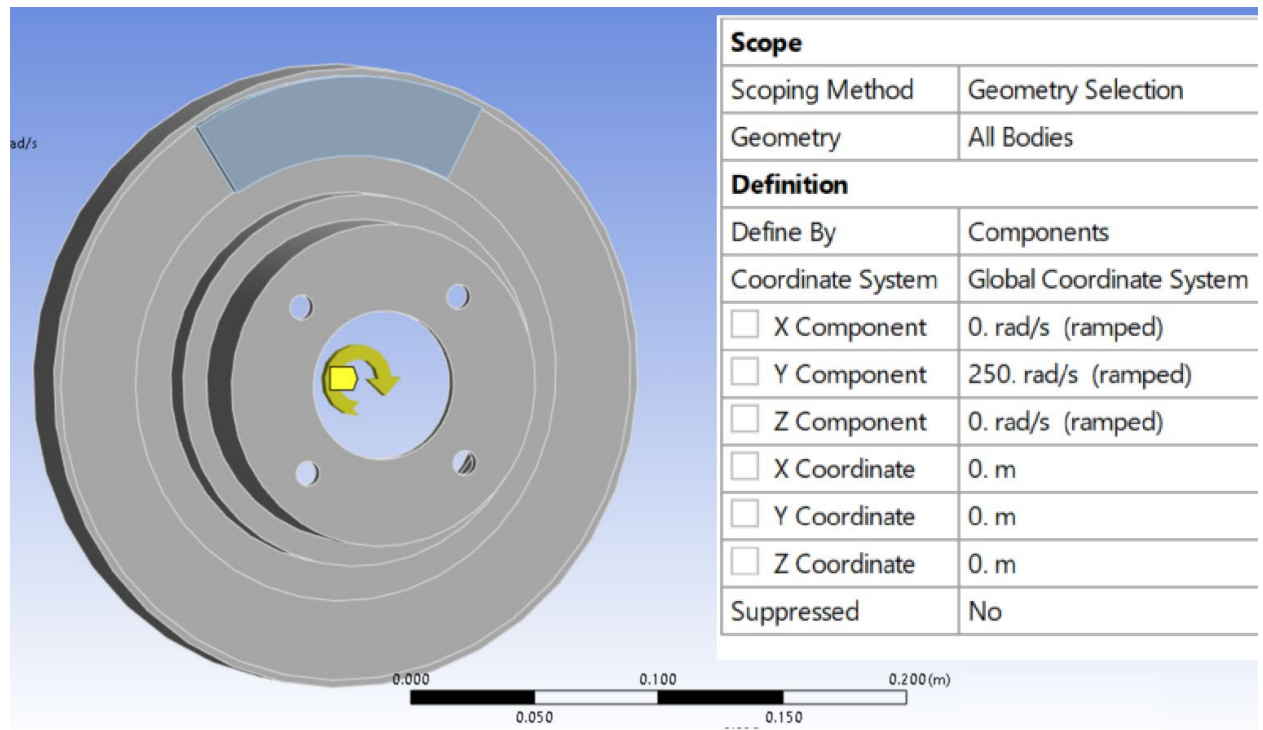 ad/s
Scope
Scoping Method Geometry Selection
Geometry All Bodies
Definition
Define By Components
Coordinate System Global Coordinate System
X Component 0. rad/s (ramped)
Y Component 250. rad/s (ramped)
Z Component 0. rad/s (ramped)
X Coordinate 0. m
Y Coordinate 0. m
Z Coordinate 0. m
Suppressed No
0.000 0.100 0.200 (m)
0.050 0.150